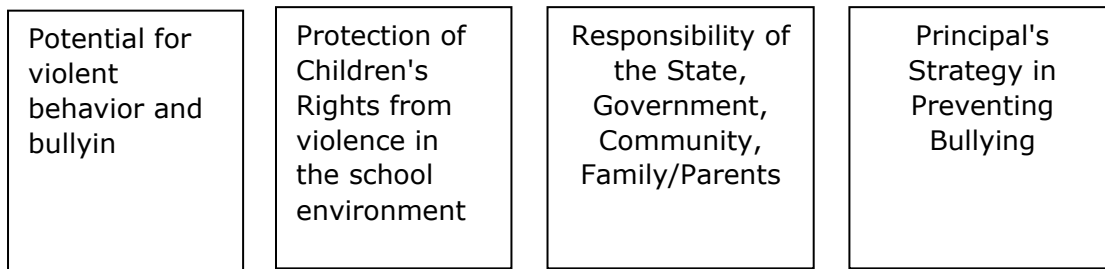 Potential for
violent
behavior and
bullyin
Protection of
Children's
Rights from
violence in
the school
environment
Responsibility of
the State,
Government,
Community,
Family/Parents
Principal's
Strategy in
Preventing
Bullying